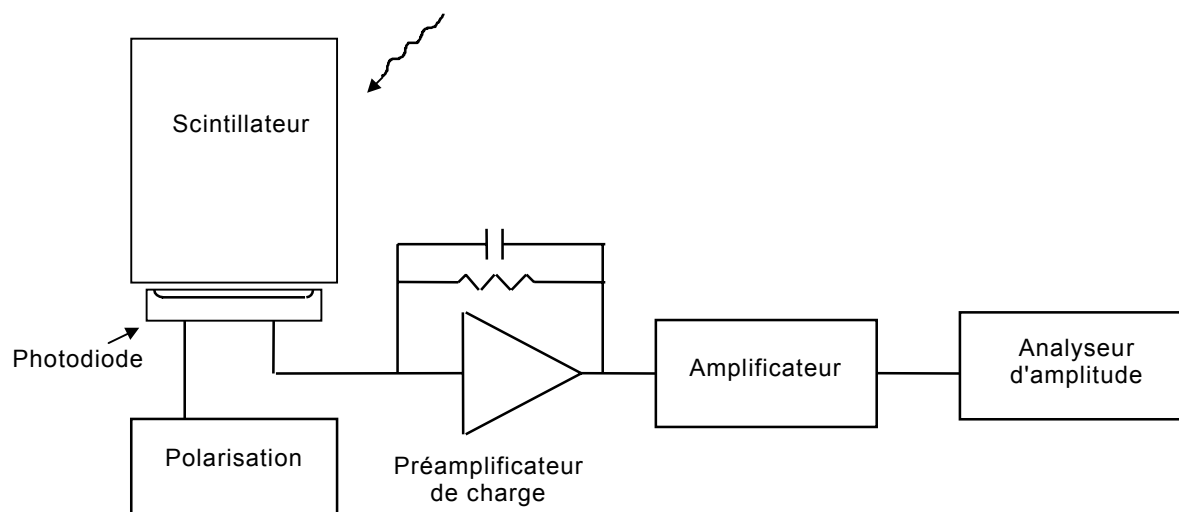 Scintillateur
Photodiode
Polarisation
Préamplificateur
de charge
Amplificateur
Analyseur
d'amplitude